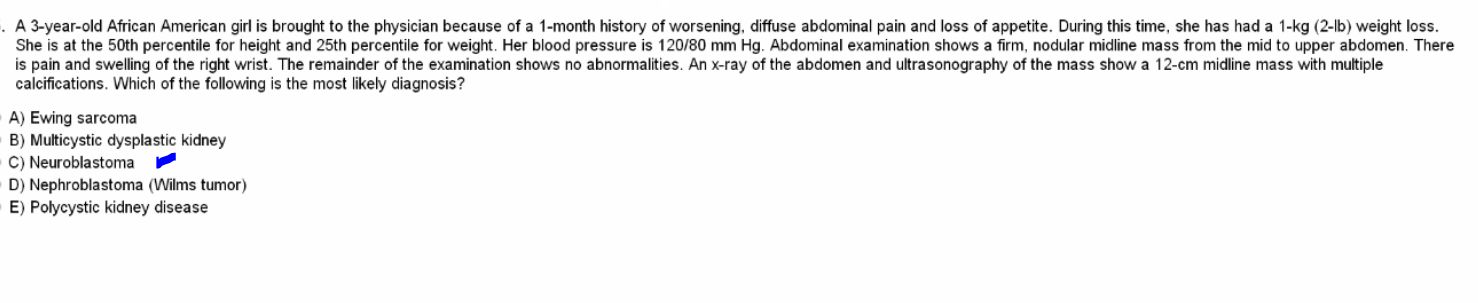 . A 3-year-old African American girl is brought to the physician because of a 1-month history of worsening, diffuse abdominal pain and loss of appetite. During this time, she has had a 1-kg (2-lb) weight loss.
She is at the 50th percentile for height and 25th percentile for weight. Her blood pressure is 120/80 mm Hg. Abdominal examination shows a firm, nodular midline mass from the mid to upper abdomen. There
is pain and swelling of the right wrist. The remainder of the examination shows no abnormalities. An x-ray of the abdomen and ultrasonography of the mass show a 12-cm midline mass with multiple
calcifications. Which of the following is the most likely diagnosis?
A) Ewing sarcoma
B) Multicystic dysplastic kidney
C) Neuroblastoma
D) Nephroblastoma (Wilms tumor)
E) Polycystic kidney disease